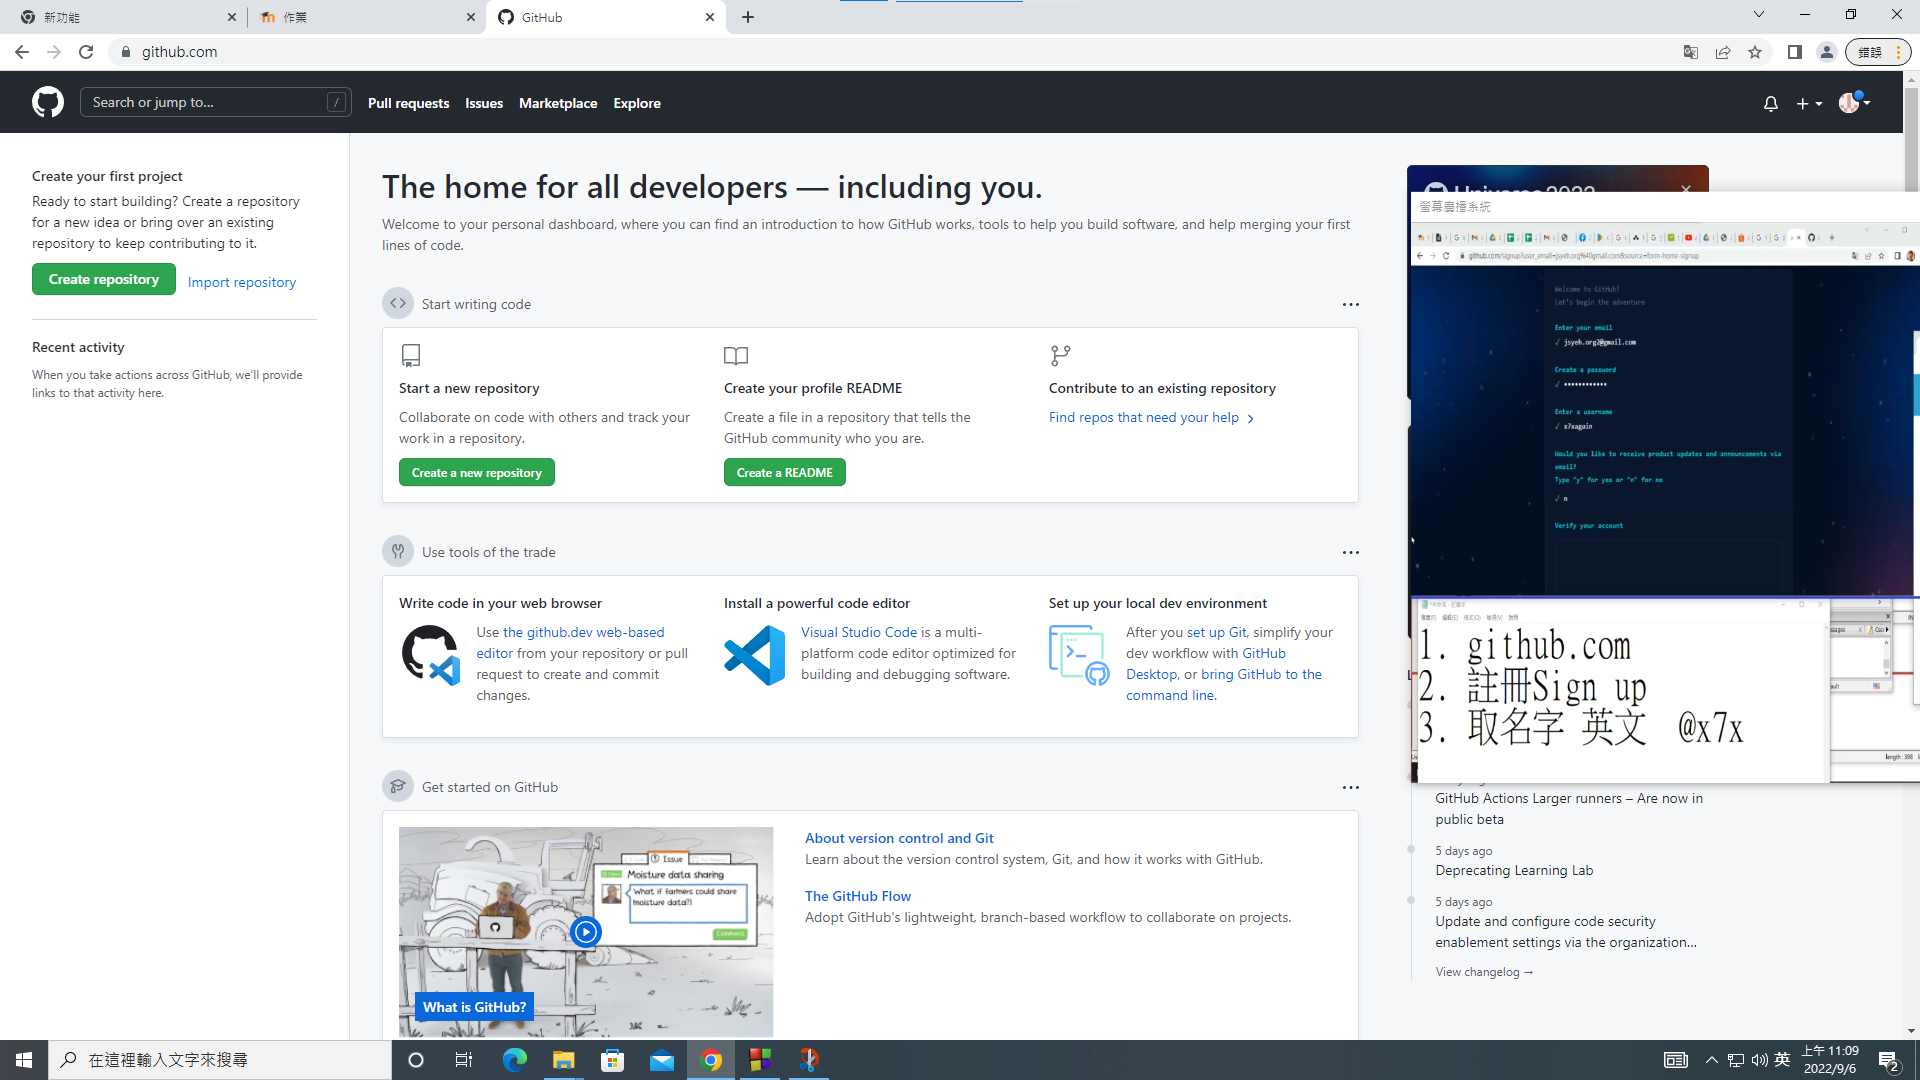 新功能
作業
GitHub
github.com
錯誤
Search or jump to...
/
Pull requests
Issues
Marketplace
Explore
Create your first project
Ready to start building? Create a repository
for a new idea or bring over an existing
repository to keep contributing to it.
Create repository
Import repository
Recent activity
When you take actions across GitHub, we'll provide
links to that activity here.
The home for all developers — including you.
Welcome to your personal dashboard, where you can find an introduction to how GitHub works, tools to help you build software, and help merging your first
lines of code.
Start writing code
Start a new repository
Collaborate on code with others and track your
work in a repository.
Create a new repository
Create your profile README
Create a file in a repository that tells the
GitHub community who you are.
Create a README
Contribute to an existing repository
Find repos that need your help
Use tools of the trade
Write code in your web browser
Use the github.dev web-based
editor from your repository or pull
request to create and commit
changes.
Install a powerful code editor
Visual Studio Code is a multi-
platform code editor optimized for
building and debugging software.
Set up your local dev environment
After you set up Git, simplify your
dev workflow with GitHub
Desktop, or bring GitHub to the
command line.
Get started on GitHub
Issue
Moisture data sharing
What if farmers could share
moisture data?!
Comment
What is GitHub?
About version control and Git
Learn about the version control system, Git, and how it works with GitHub.
The GitHub Flow
Adopt GitHub's lightweight, branch-based workflow to collaborate on projects.
Universe 2022
螢幕廣播系統
github.com/signup?user_email=jsyeh.org%40gmail.com&source=form-home-signup
Welcome to GitHub!
Let's begin the adventure
Enter your email
✓ jsyeh.org2@gmail.com
Create a password
✓ ••••••••••••
Enter a username
✓ x7xagain
Would you like to receive product updates and announcements via
email?
Type "y" for yes or "n" for no
✓ n
Verify your account
1. github.com
2. 註冊Sign up
3. 取名字 英文 @x7x
length : 398
GitHub Actions Larger runners – Are now in
public beta
5 days ago
Deprecating Learning Lab
5 days ago
Update and configure code security
enablement settings via the organization...
View changelog →
在這裡輸入文字來搜尋
英
上午 11:09
2022/9/6
2